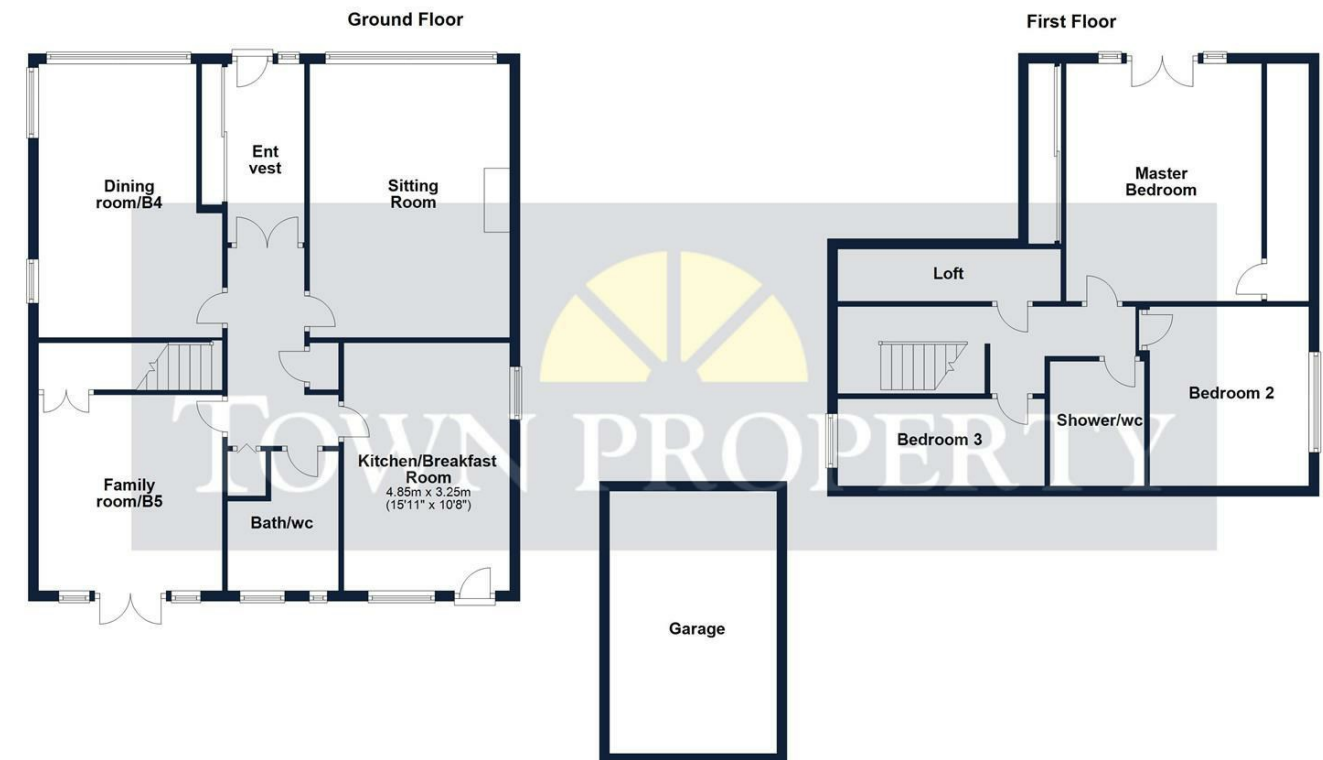 Ground Floor
First Floor
Ent
vest
Dining
room/B4
Sitting
Room
Master
Bedroom
Loft
Bedroom 2
Bedroom 3
Shower/wc
TOWN PROPERTY
Kitchen/Breakfast
Room
4.85m x 3.25m
(15'11" x 10'8")
Family
room/B5
Bath/wc
Garage